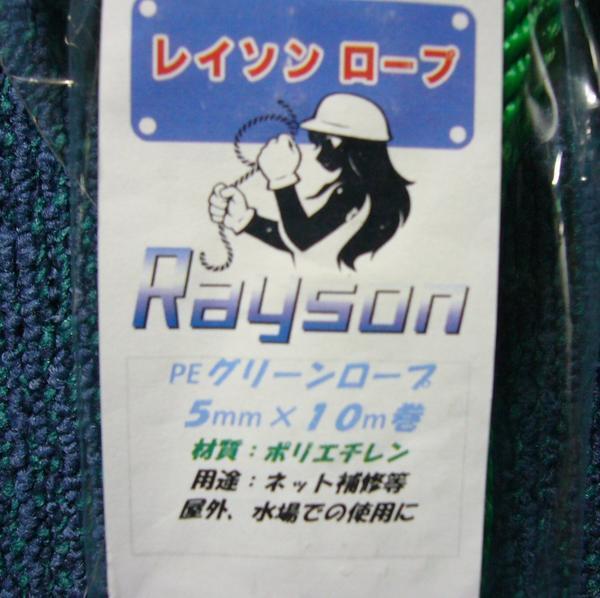 レイソン ロープ
Rayson
PEグリーンロープ
5mm×10m巻
材質：ポリエチレン
用途：ネット補修等
屋外、水場での使用に